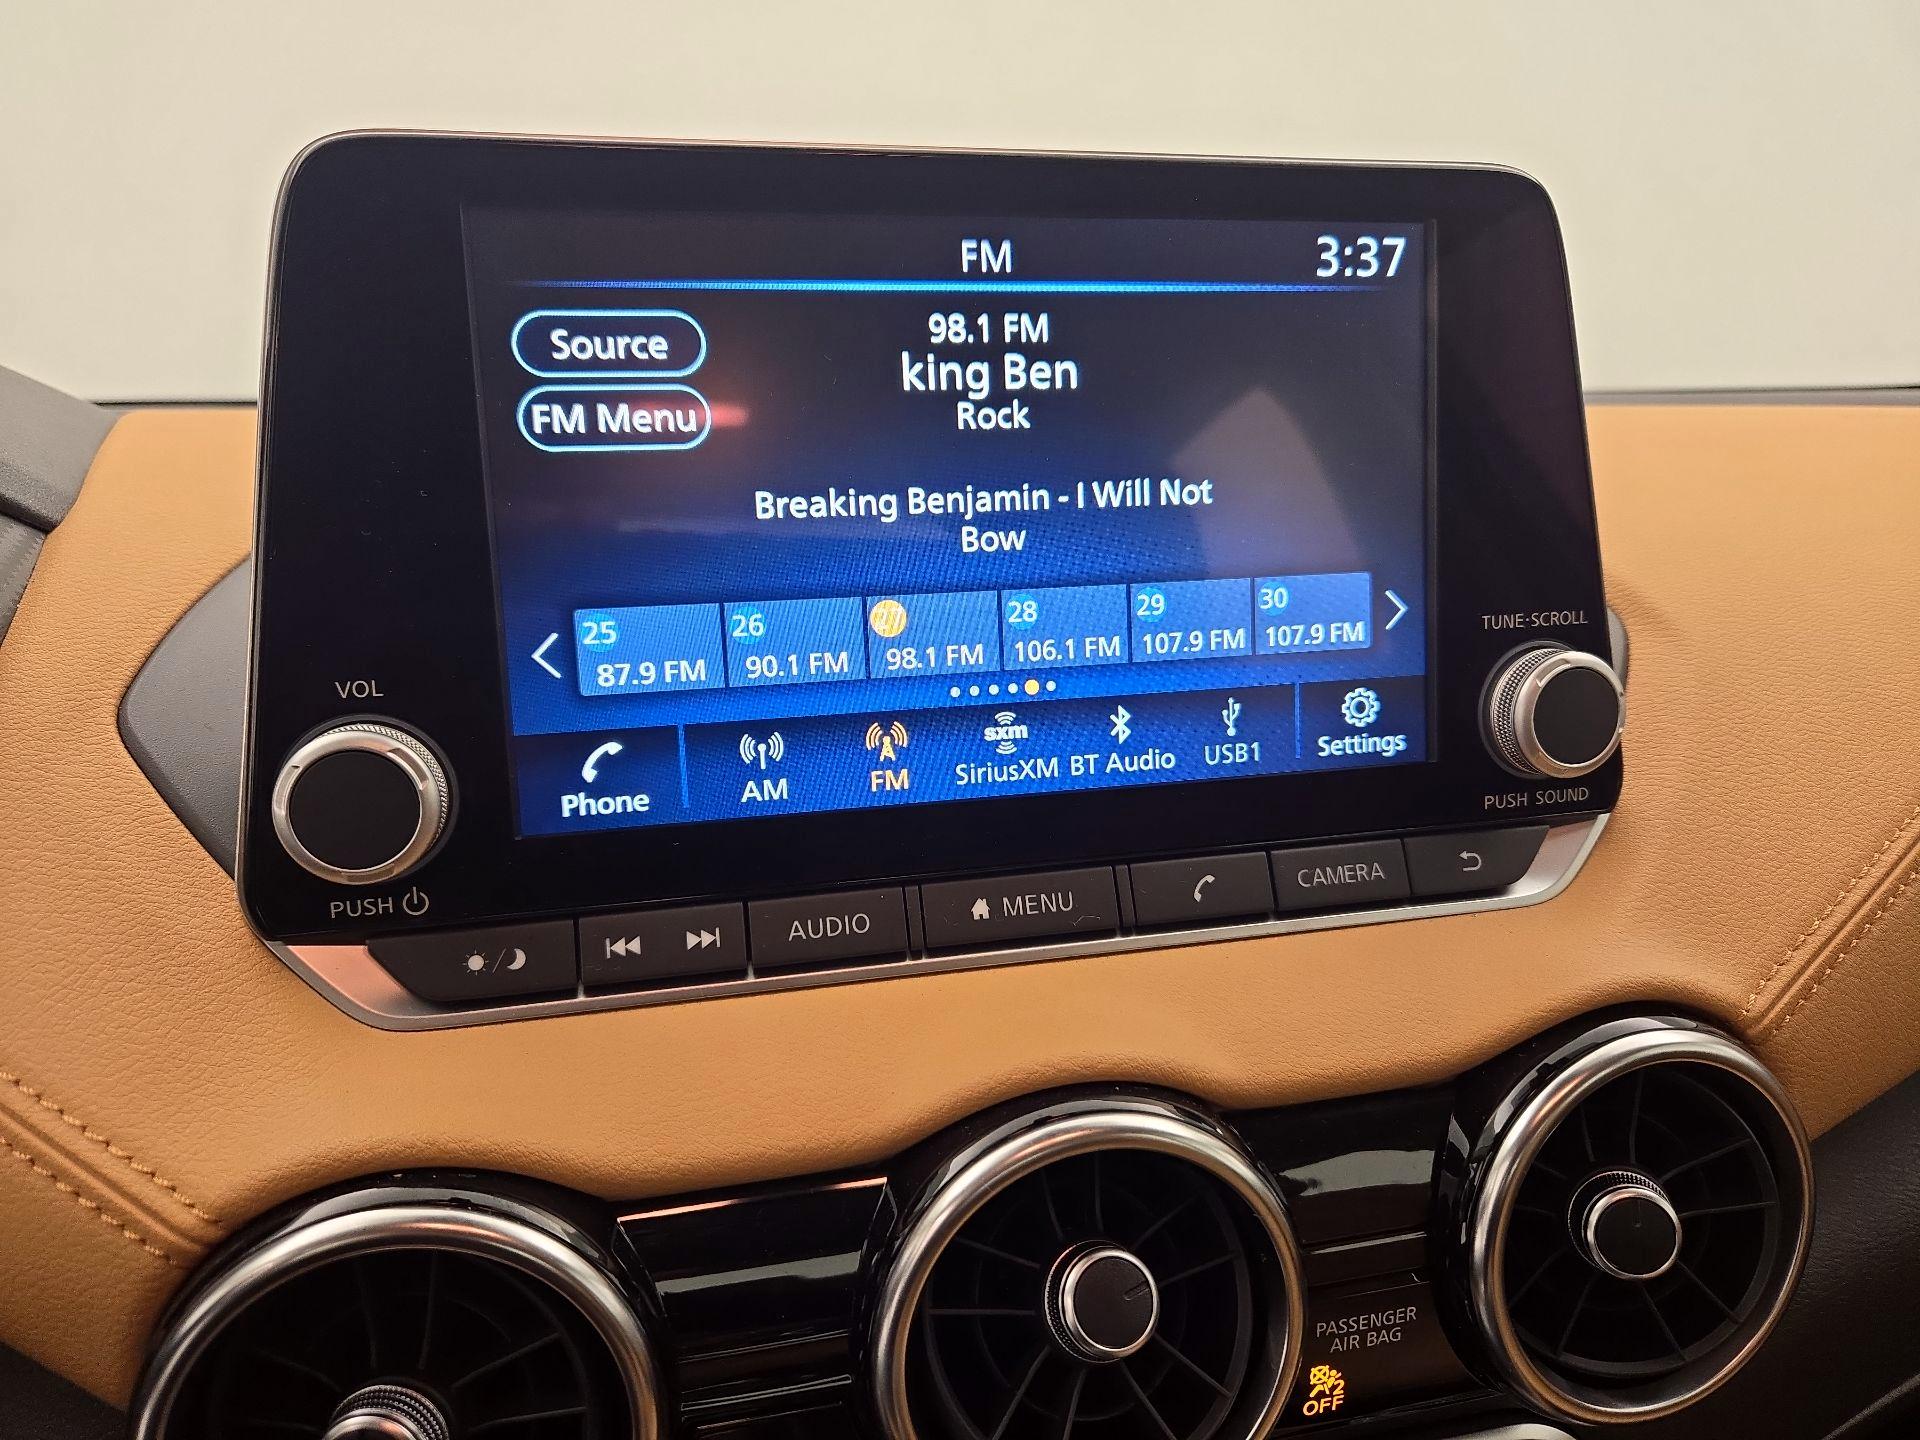 FM
3:37
Source
98.1 FM
king Ben
FM Menu
Rock
Breaking Benjamin - I Will Not
Bow
25
26
27
28
29
30
87.9 FM
90.1 FM
98.1 FM
106.1 FM
107.9 FM
107.9 FM
Phone
AM
FM
sxm
SiriusXM
BT Audio
USB1
Settings
VOL
PUSH
TUNE·SCROLL
PUSH SOUND
AUDIO
MENU
CAMERA
PASSENGER
AIR BAG
2
OFF